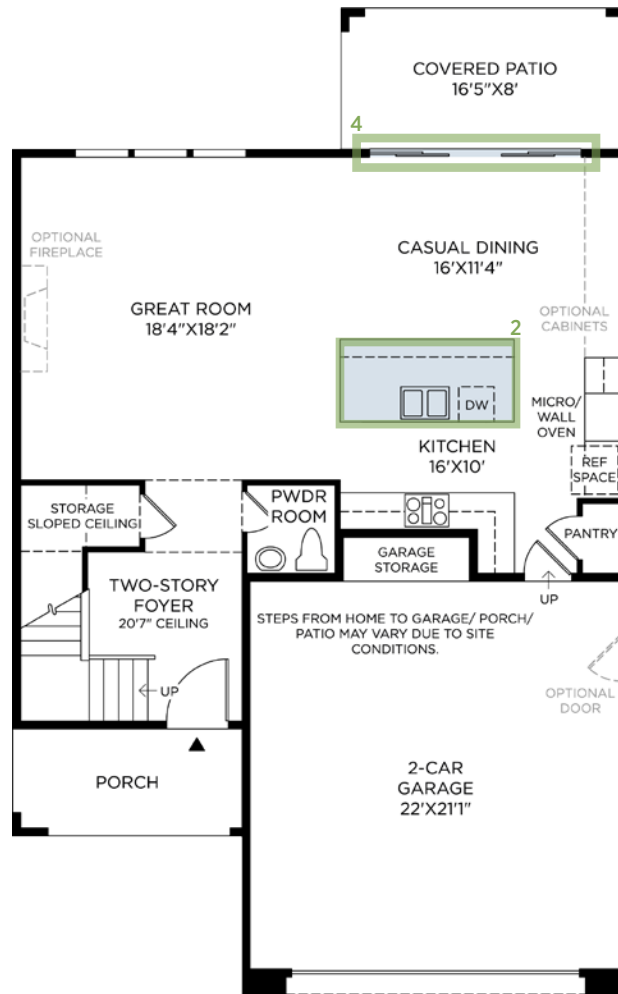 COVERED PATIO
16'5"X8'
4
OPTIONAL
FIREPLACE
CASUAL DINING
16'X11'4"
GREAT ROOM
18'4"X18'2"
OPTIONAL
CABINETS
2
DW
MICRO/
WALL
OVEN
KITCHEN
16'X10'
REF
SPACE
STORAGE
SLOPED CEILING
PWDR
ROOM
PANTRY
GARAGE
STORAGE
TWO-STORY
FOYER
20'7" CEILING
UP
STEPS FROM HOME TO GARAGE/ PORCH/
PATIO MAY VARY DUE TO SITE
CONDITIONS.
UP
OPTIONAL
DOOR
PORCH
2-CAR
GARAGE
22'X21'1"